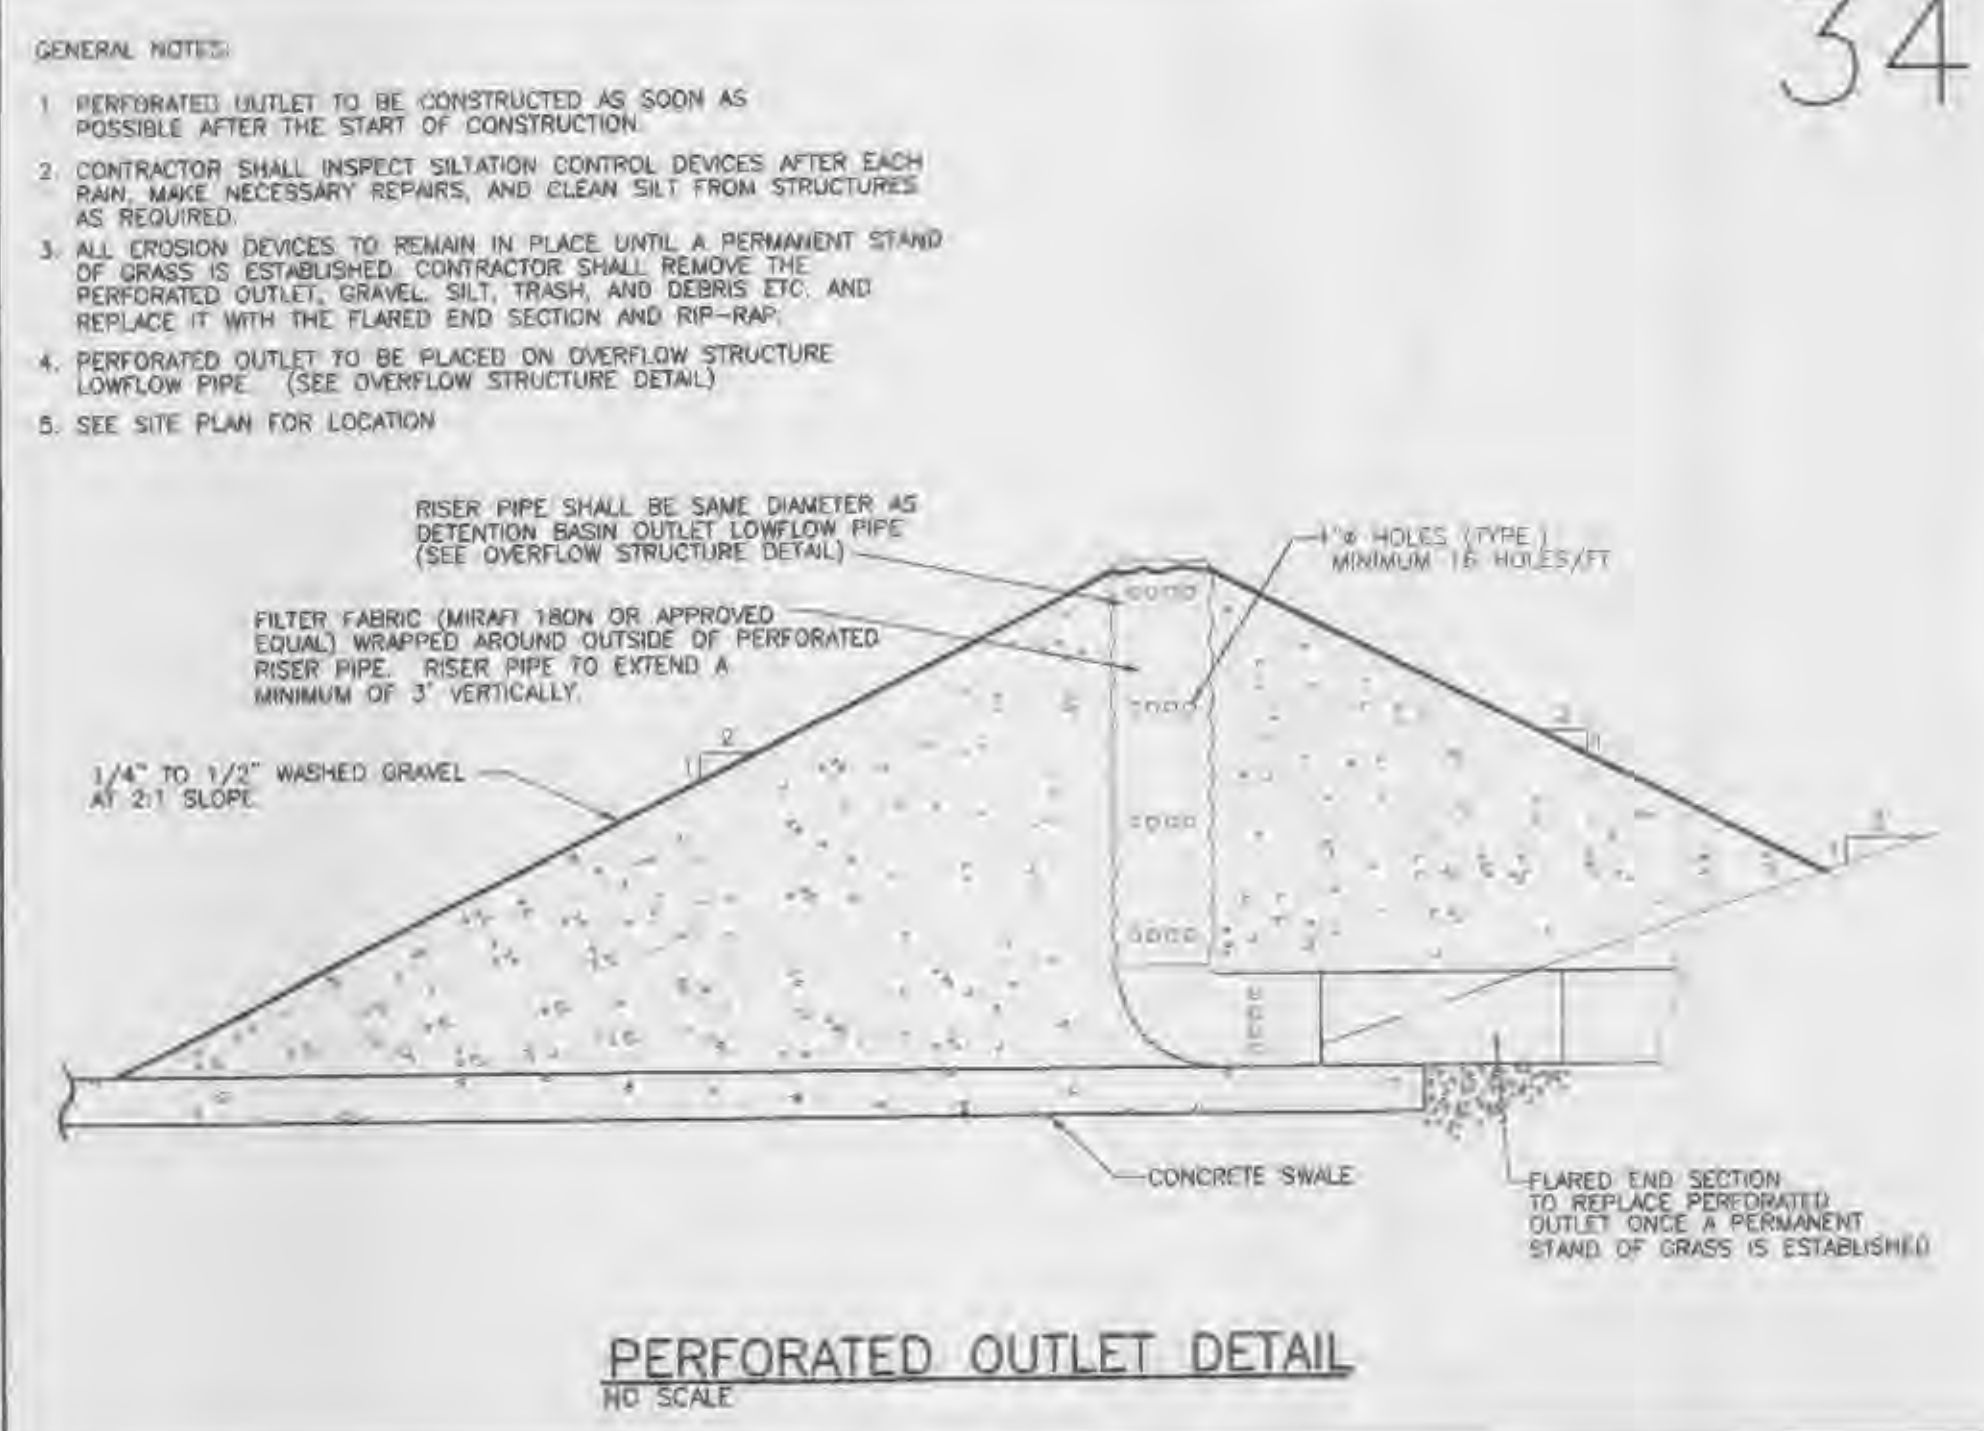 34
GENERAL NOTES:
1. PERFORATED OUTLET TO BE CONSTRUCTED AS SOON AS
POSSIBLE AFTER THE START OF CONSTRUCTION.
2. CONTRACTOR SHALL INSPECT SILTATION CONTROL DEVICES AFTER EACH
RAIN, MAKE NECESSARY REPAIRS, AND CLEAN SILT FROM STRUCTURES
AS REQUIRED.
3. ALL EROSION DEVICES TO REMAIN IN PLACE UNTIL A PERMANENT STAND
OF GRASS IS ESTABLISHED. CONTRACTOR SHALL REMOVE THE
PERFORATED OUTLET, GRAVEL, SILT, TRASH, AND DEBRIS ETC. AND
REPLACE IT WITH THE FLARED END SECTION AND RIP-RAP.
4. PERFORATED OUTLET TO BE PLACED ON OVERFLOW STRUCTURE
LOWFLOW PIPE. (SEE OVERFLOW STRUCTURE DETAIL)
5. SEE SITE PLAN FOR LOCATION
RISER PIPE SHALL BE SAME DIAMETER AS
DETENTION BASIN OUTLET LOWFLOW PIPE
(SEE OVERFLOW STRUCTURE DETAIL)
1"ø HOLES (TYPE.)
MINIMUM 16 HOLES/FT
FILTER FABRIC (MIRAFI 180N OR APPROVED
EQUAL) WRAPPED AROUND OUTSIDE OF PERFORATED
RISER PIPE. RISER PIPE TO EXTEND A
MINIMUM OF 3' VERTICALLY.
2
1
2
1/4" TO 1/2" WASHED GRAVEL
AT 2:1 SLOPE
3
1
CONCRETE SWALE
FLARED END SECTION
TO REPLACE PERFORATED
OUTLET ONCE A PERMANENT
STAND OF GRASS IS ESTABLISHED
PERFORATED OUTLET DETAIL
NO SCALE